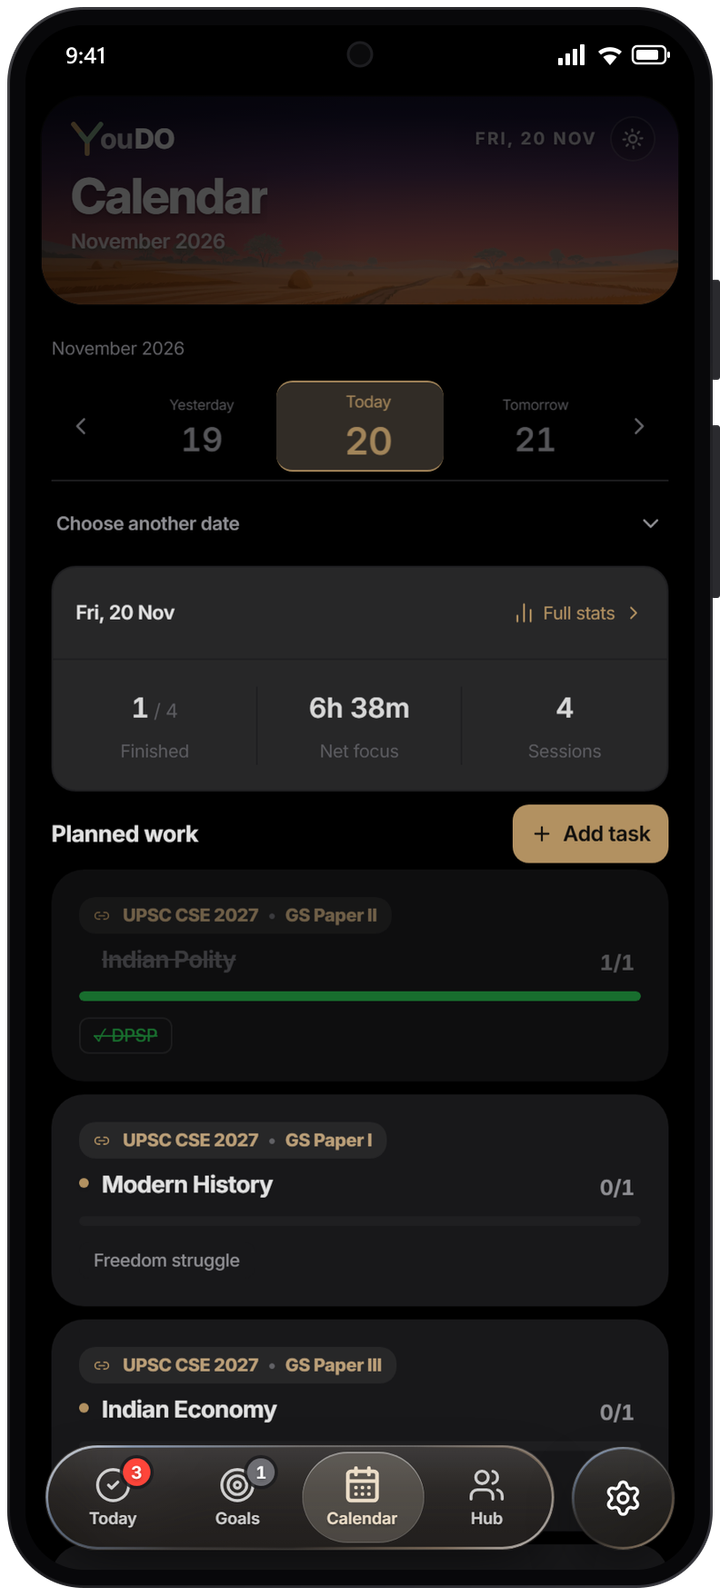 9:41
YouDO
FRI, 20 NOV
Calendar
November 2026
November 2026
Yesterday
19
Today
20
Tomorrow
21
Choose another date
Fri, 20 Nov
Full stats
1 / 4
Finished
6h 38m
Net focus
4
Sessions
Planned work
+ Add task
UPSC CSE 2027 • GS Paper II
Indian Polity
1/1
✓ DPSP
UPSC CSE 2027 • GS Paper I
Modern History
0/1
Freedom struggle
UPSC CSE 2027 • GS Paper III
Indian Economy
0/1
3
Today
1
Goals
Calendar
Hub